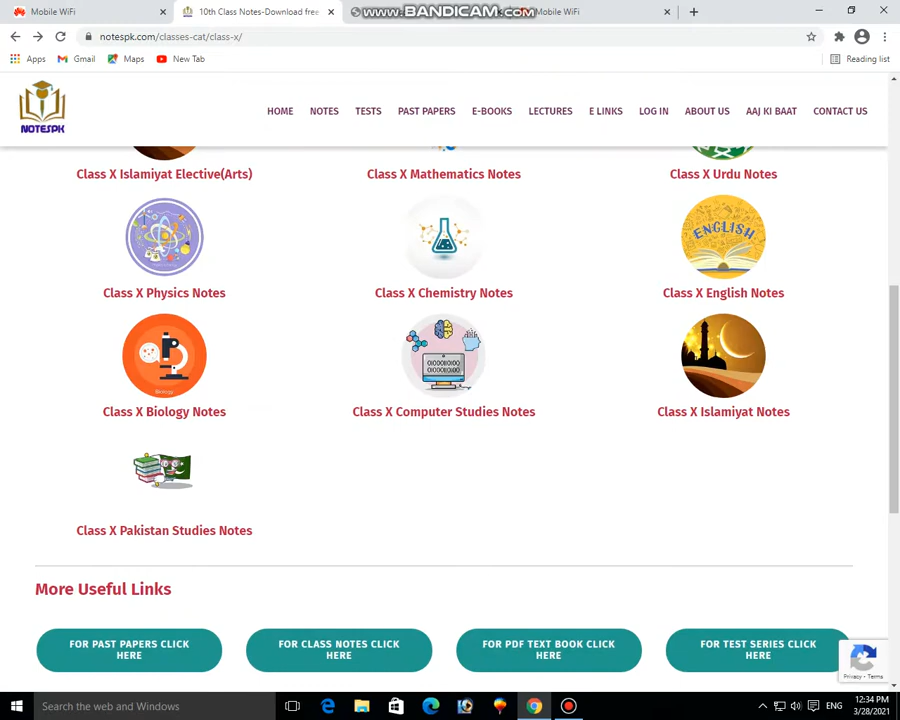 Mobile WiFi
10th Class Notes-Download free
www.BANDICAM.com
Mobile WiFi
notespk.com/classes-cat/class-x/
Apps
Gmail
Maps
New Tab
Reading list
NOTESPK
HOME
NOTES
TESTS
PAST PAPERS
E-BOOKS
LECTURES
E LINKS
LOG IN
ABOUT US
AAJ KI BAAT
CONTACT US
Class X Islamiyat Elective(Arts)
Class X Mathematics Notes
Class X Urdu Notes
ENGLISH
Class X Physics Notes
Class X Chemistry Notes
Class X English Notes
Biology
Class X Biology Notes
Class X Computer Studies Notes
Class X Islamiyat Notes
Class X Pakistan Studies Notes
More Useful Links
FOR PAST PAPERS CLICK
HERE
FOR CLASS NOTES CLICK
HERE
FOR PDF TEXT BOOK CLICK
HERE
FOR TEST SERIES CLICK
HERE
Privacy - Terms
Search the web and Windows
ENG
12:34 PM
3/28/2021